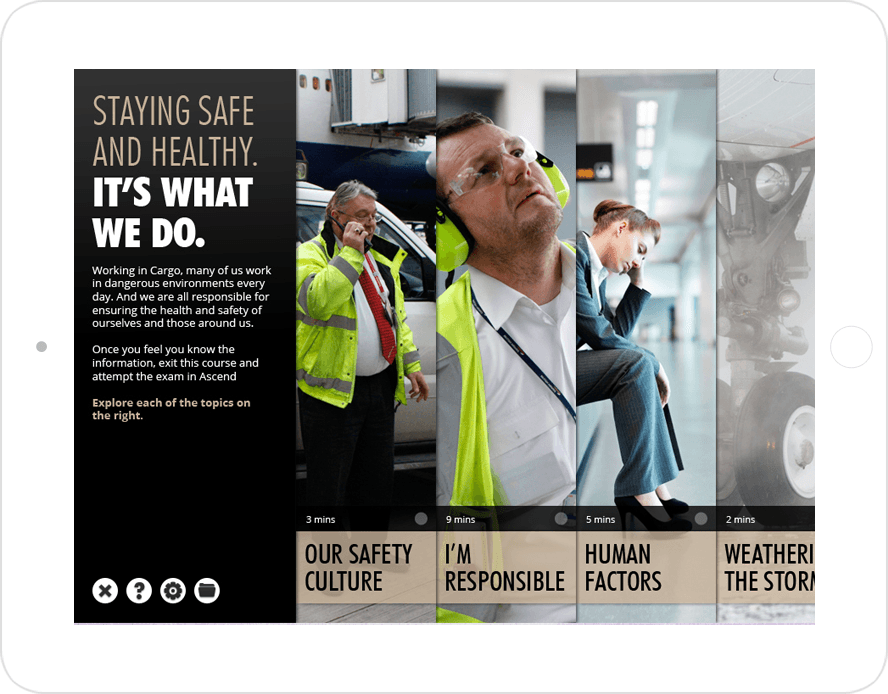 STAYING SAFE
AND HEALTHY.
IT'S WHAT
WE DO.
Working in Cargo, many of us work
in dangerous environments every
day. And we are all responsible for
ensuring the health and safety of
ourselves and those around us.
Once you feel you know the
information, exit this course and
attempt the exam in Ascend
Explore each of the topics on
the right.
3 mins
OUR SAFETY
CULTURE
9 mins
I'M
RESPONSIBLE
5 mins
HUMAN
FACTORS
2 mins
WEATHERI
THE STORM